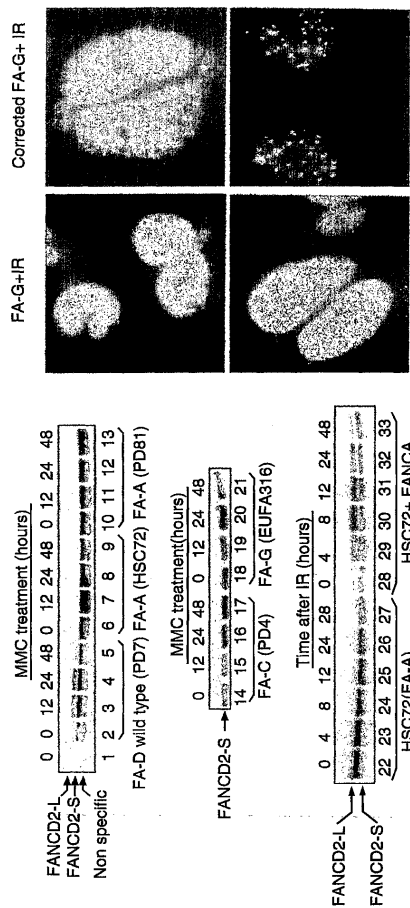 MMC treatment (hours)
0 0 12 24 48 0 12 24 48 0 12 24 48
FANCD2-L
FANCD2-S
Non specific
1 2 3 4 5 6 7 8 9 10 11 12 13
FA-D wild type (PD7) FA-A (HSC72) FA-A (PD81)
MMC treatment(hours)
0 12 24 48 0 12 24 48
FANCD2-S
14 15 16 17 18 19 20 21
FA-C (PD4) FA-G (EUFA316)
Time after IR (hours)
0 4 8 12 24 28 0 4 8 12 24 48
FANCD2-L
FANCD2-S
22 23 24 25 26 27 28 29 30 31 32 33
HSC72(FA-A) HSC72+ FANCA
FA-G+IR Corrected FA-G+ IR